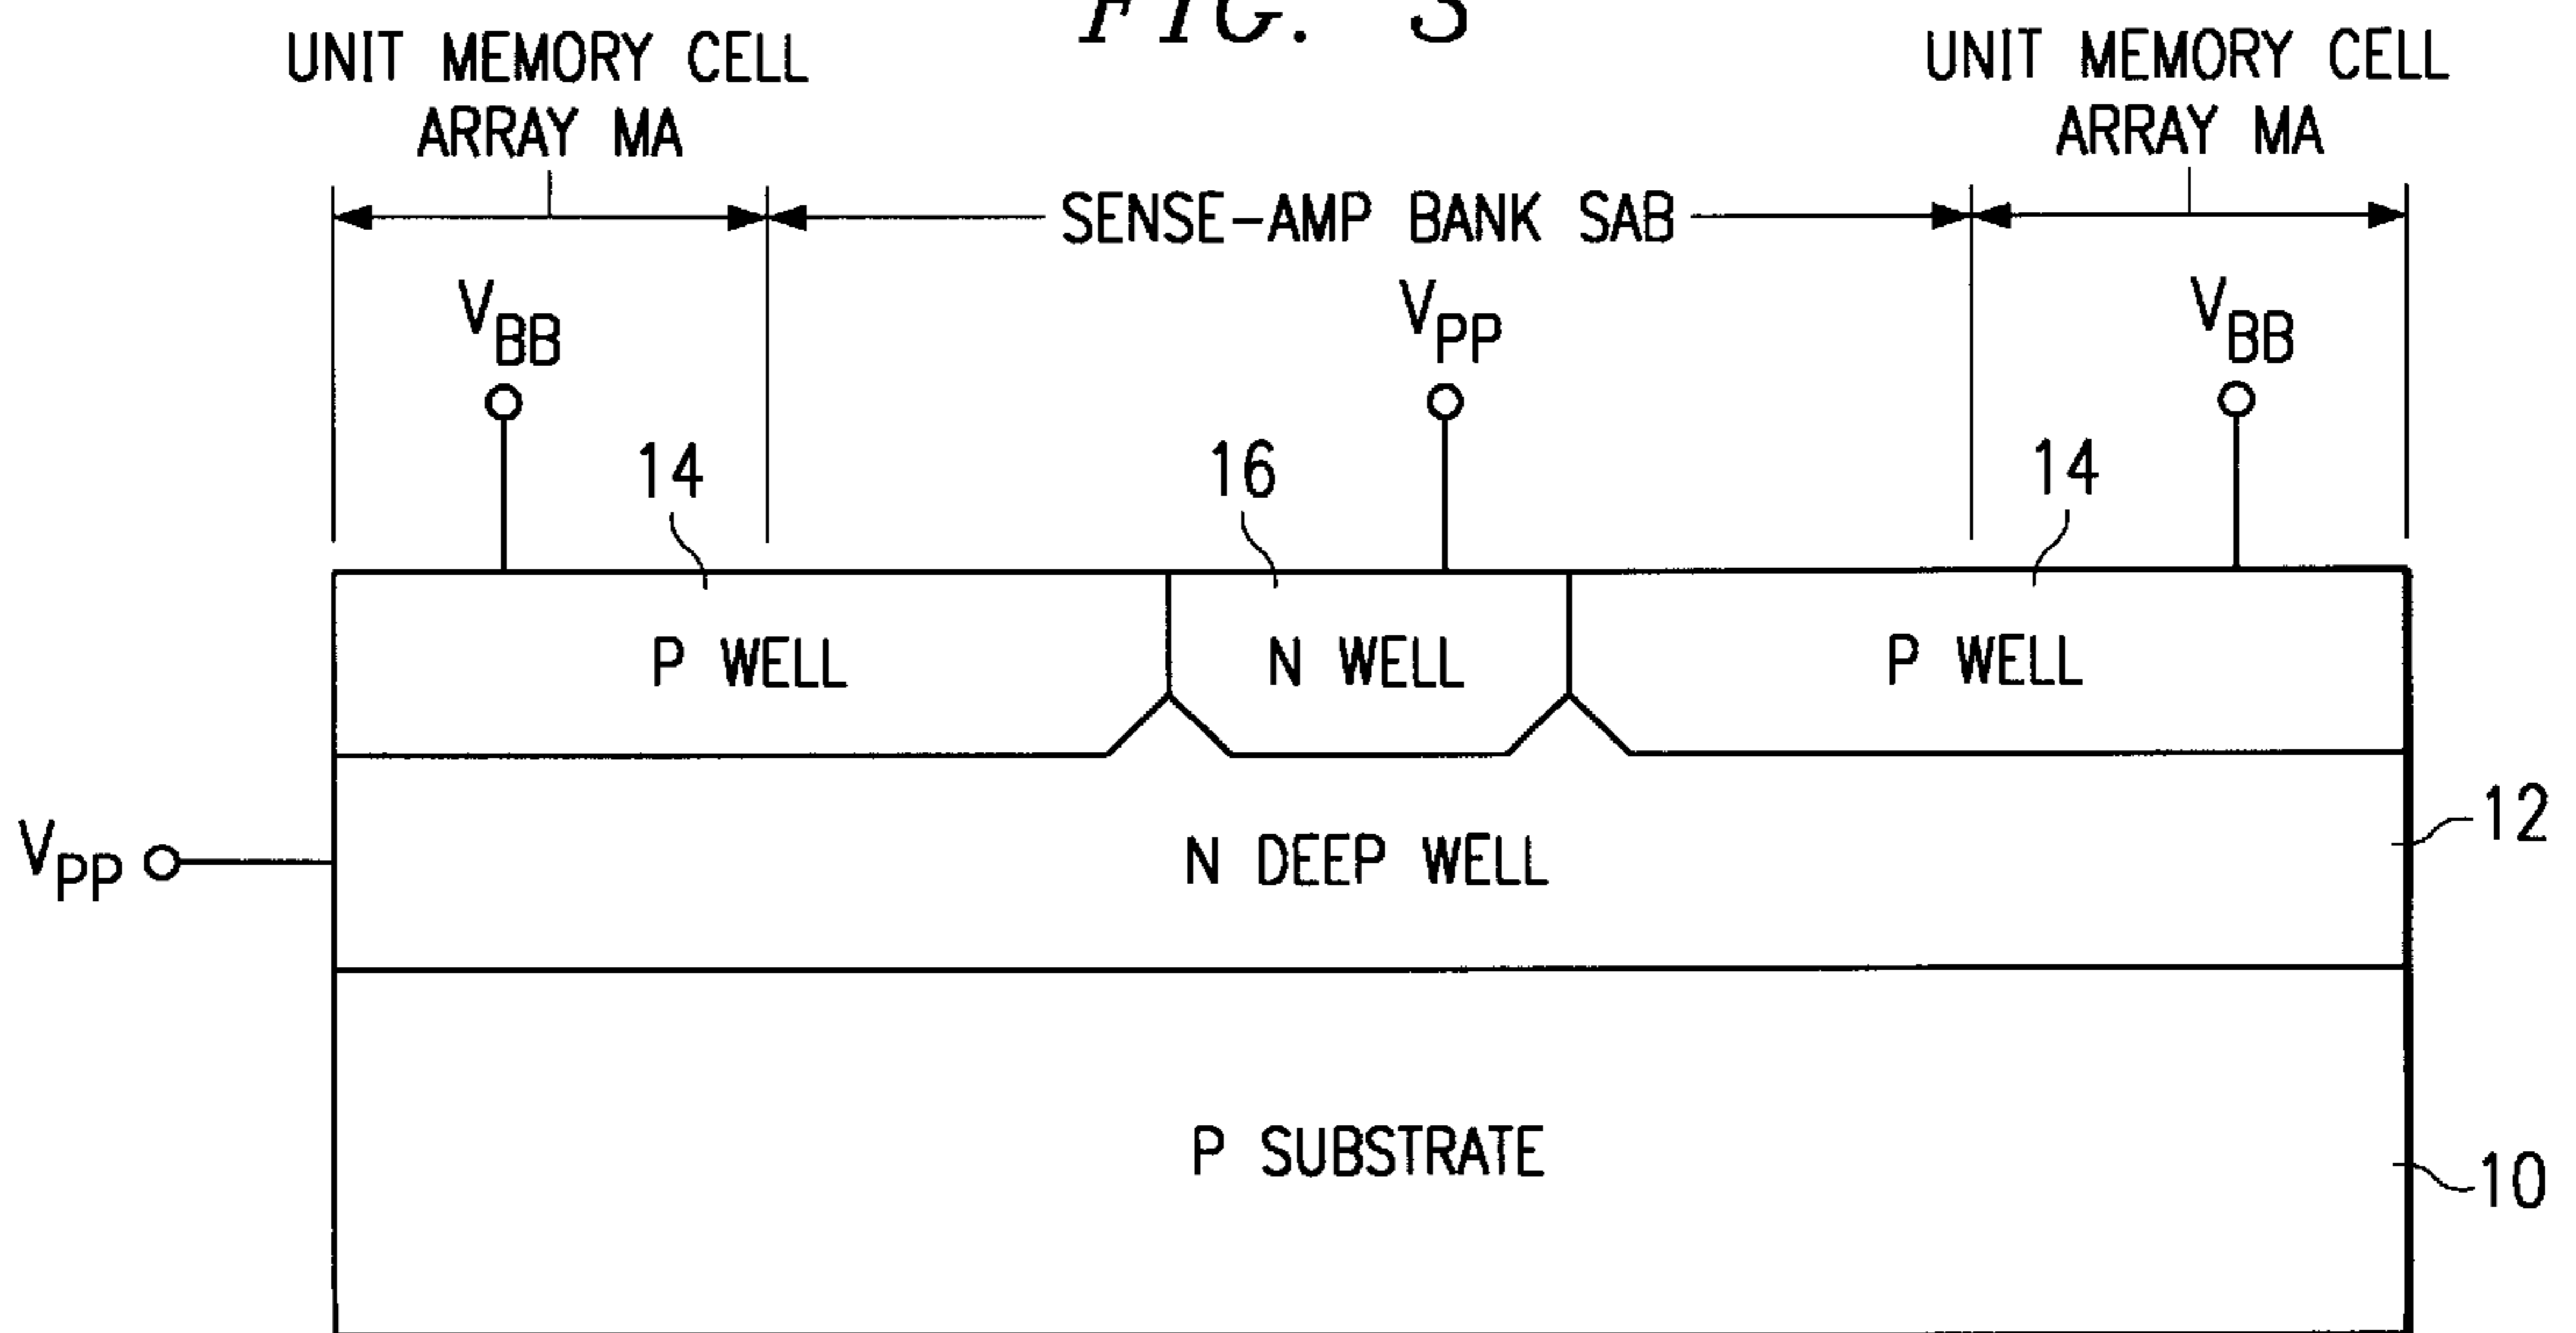 FIG. 3
UNIT MEMORY CELL
ARRAY MA
UNIT MEMORY CELL
ARRAY MA
SENSE-AMP BANK SAB
VBB
VPP
VBB
14
16
14
P WELL
N WELL
P WELL
12
VPP
N DEEP WELL
P SUBSTRATE
10